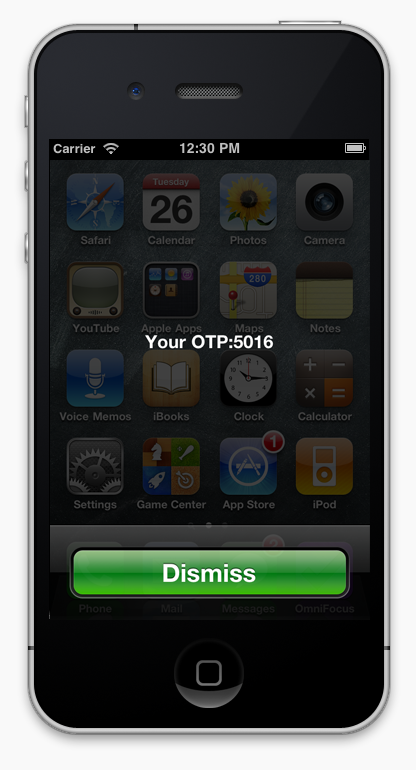 Carrier 12:30 PM
Tuesday
26 280
Safari Calendar Photos Camera
YouTube Apple Apps Maps Notes
Your OTP:5016
Voice Memos iBooks Clock Calculator
1
Settings Game Center App Store iPod
Dismiss
Phone Mail Messages OmniFocus